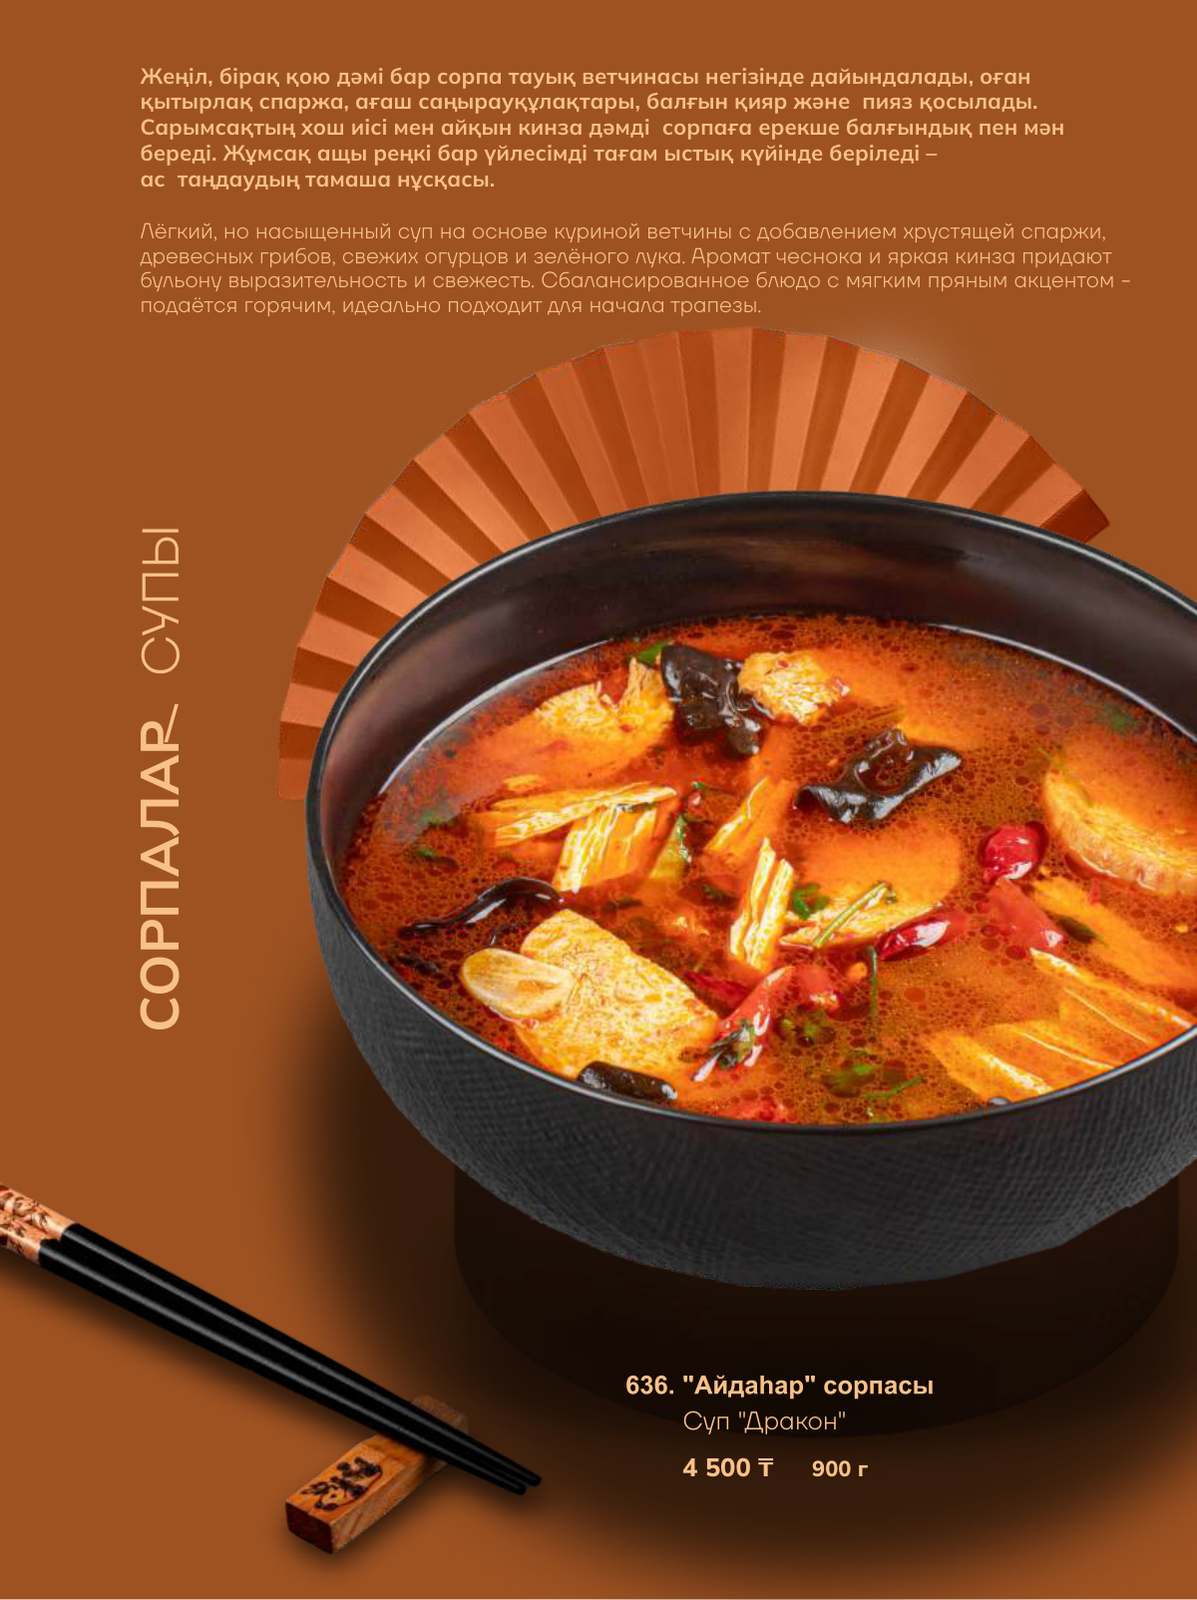 Жеңіл, бірақ қою дәмі бар сорпа тауық ветчинасы негізінде дайындалады, оған
қытырлақ спаржа, ағаш саңырауқұлақтары, балғын қияр және  пияз қосылады.
Сарымсақтың хош иісі мен айқын кинза дәмді  сорпаға ерекше балғындық пен мән
береді. Жұмсақ ащы реңкі бар үйлесімді тағам ыстық күйінде беріледі –
ас  таңдаудың тамаша нұсқасы.
Лёгкий, но насыщенный суп на основе куриной ветчины с добавлением хрустящей спаржи,
древесных грибов, свежих огурцов и зелёного лука. Аромат чеснока и яркая кинза придают
бульону выразительность и свежесть. Сбалансированное блюдо с мягким пряным акцентом -
подаётся горячим, идеально подходит для начала трапезы.
СОРПАЛАR СУПЫ
636. "Айдаһар" сорпасы
Суп "Дракон"
4 500 ₸ 900 г